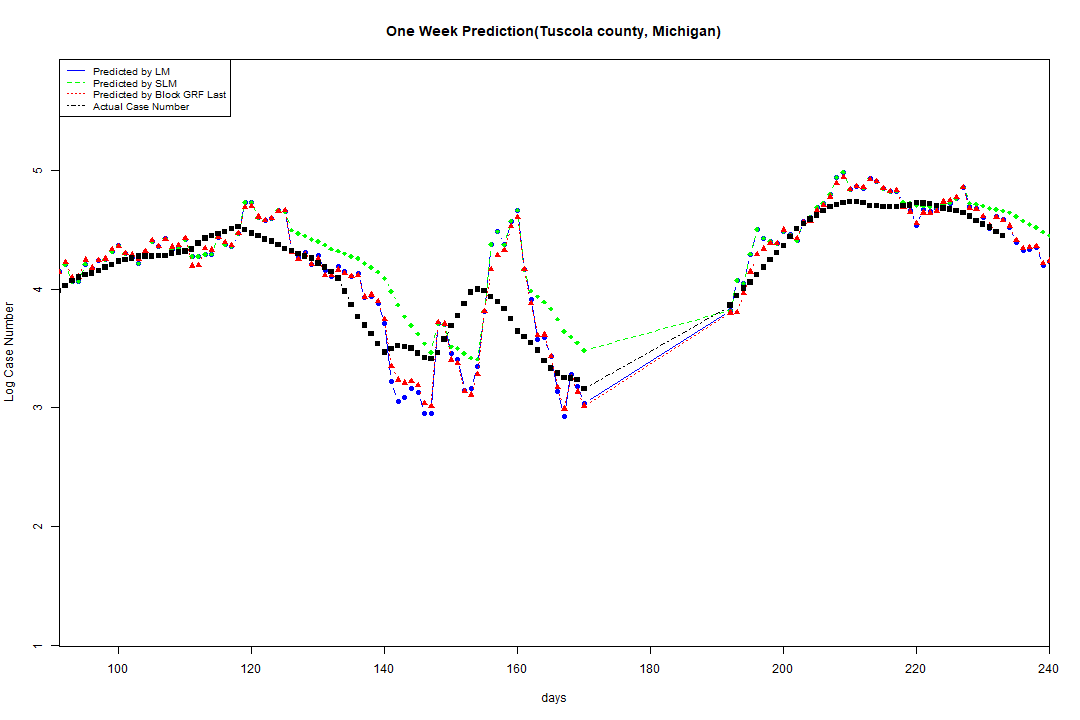 One Week Prediction(Tuscola county, Michigan)
Predicted by LM
Predicted by SLM
Predicted by Block GRF Last
Actual Case Number
5
4
3
2
1
Log Case Number
100 120 140 160 180 200 220 240
days